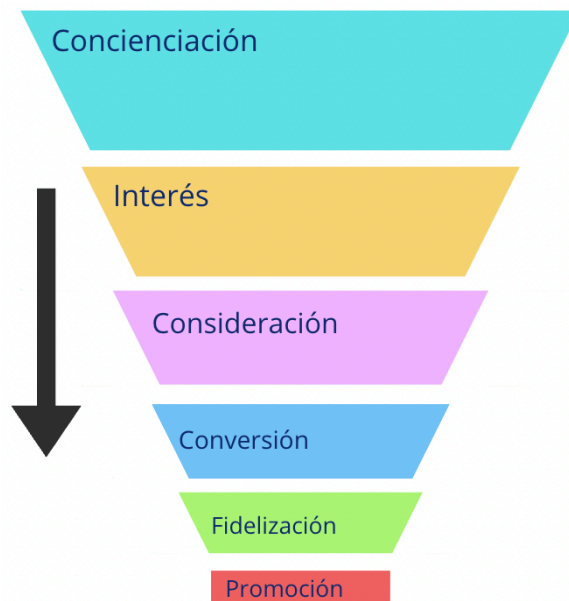 Concienciación
Interés
Consideración
Conversión
Fidelización
Promoción